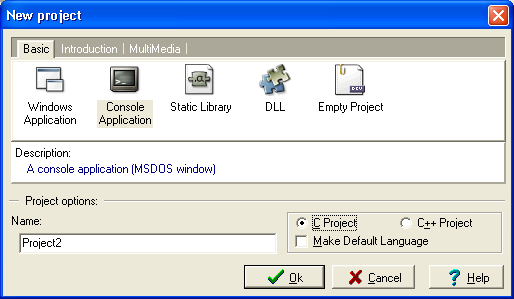 New project
Basic Introduction MultiMedia
Windows Application
Console Application
Static Library
DLL
DEV
Empty Project
Description:
A console application (MSDOS window)
Project options:
Name:
Project2
C Project
C++ Project
Make Default Language
Ok
Cancel
Help